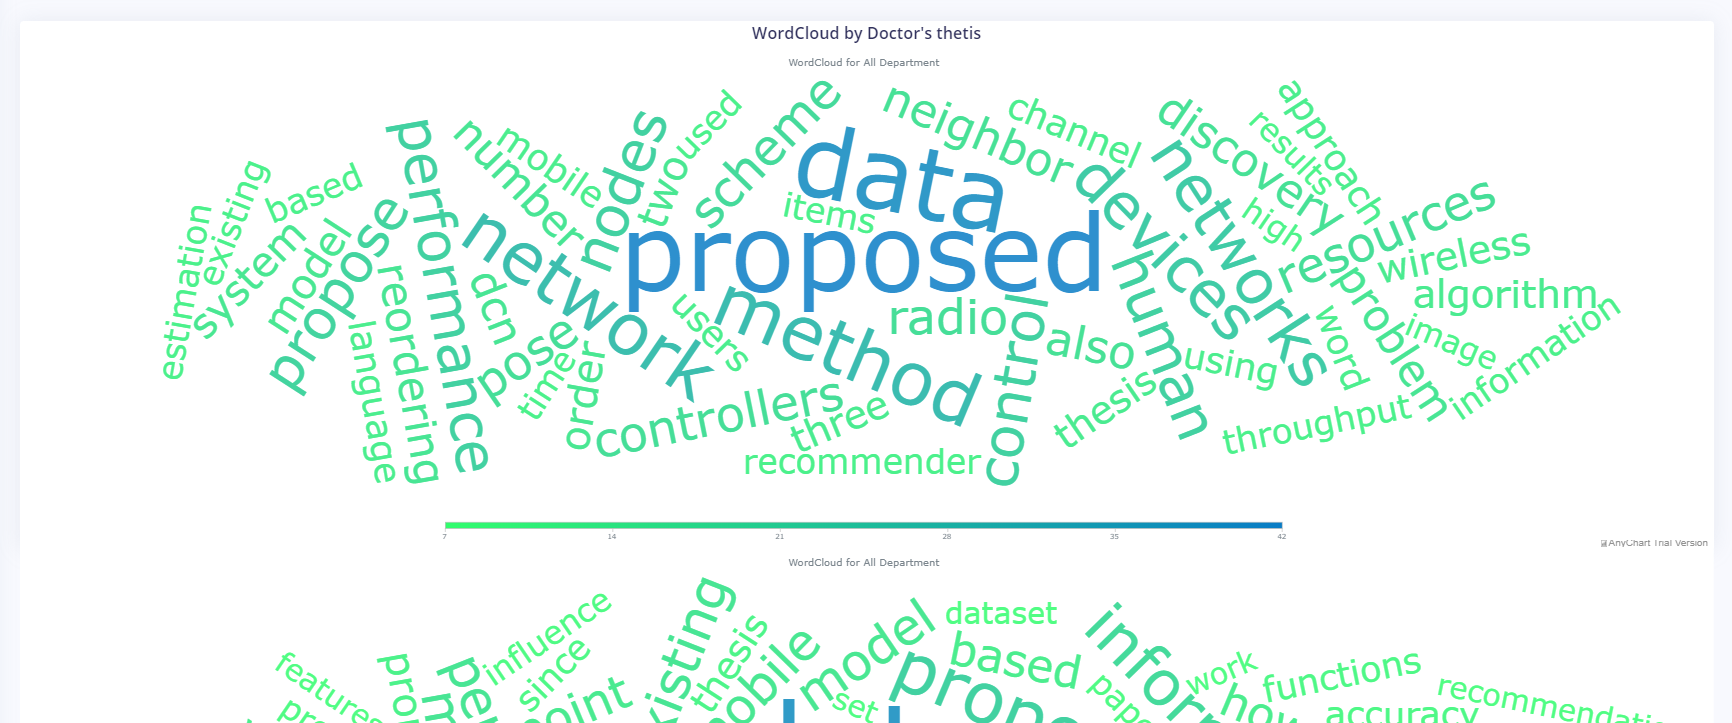 WordCloud by Doctor's thetis
WordCloud for All Department
scheme
neighbor
channel
discovery
approach
results
performance
number
mobile
nodes
twoused
data
networks
existing
based
estimation
system
model
propose
network
items
proposed
devices
high
resources
wireless
reordering
dcn
users
method
radio
human
problem
algorithm
language
pose
time
order
control
also
using
word
image
information
controllers
three
thesis
throughput
recommender
7
14
21
28
35
42
AnyChart Trial Version
WordCloud for All Department
influence
since
thesis
mobile
model
dataset
based
work
functions
features
set
accuracy